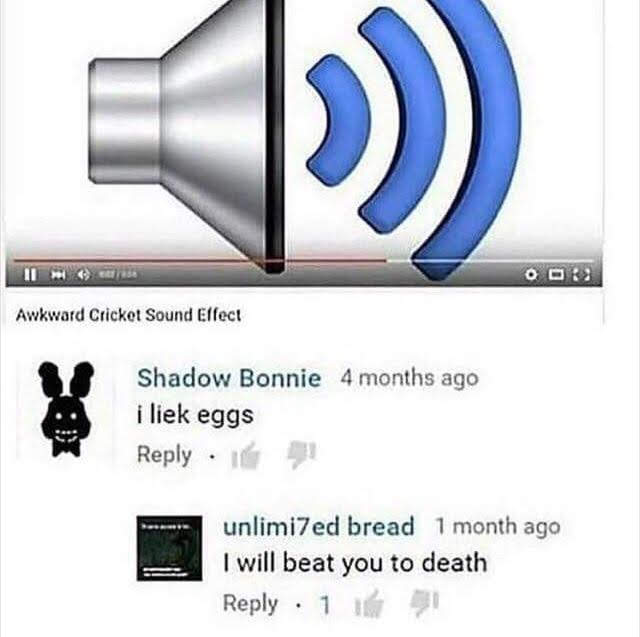 Awkward Cricket Sound Effect
Shadow Bonnie 4 months ago
i liek eggs
Reply ·
unlimi7ed bread 1 month ago
I will beat you to death
Reply · 1